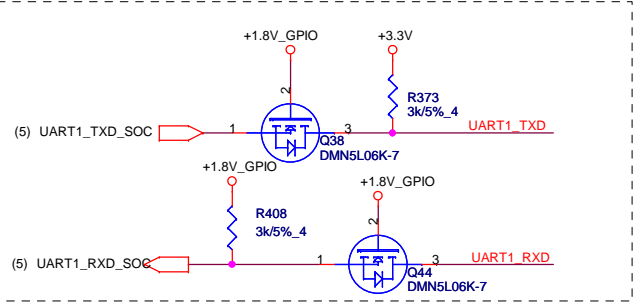 +1.8V_GPIO
+3.3V
2
R373
3k/5%_4
(5) UART1_TXD_SOC
1
3
UART1_TXD
Q38
DMN5L06K-7
+1.8V_GPIO
+1.8V_GPIO
R408
3k/5%_4
2
(5) UART1_RXD_SOC
1
3
UART1_RXD
Q44
DMN5L06K-7